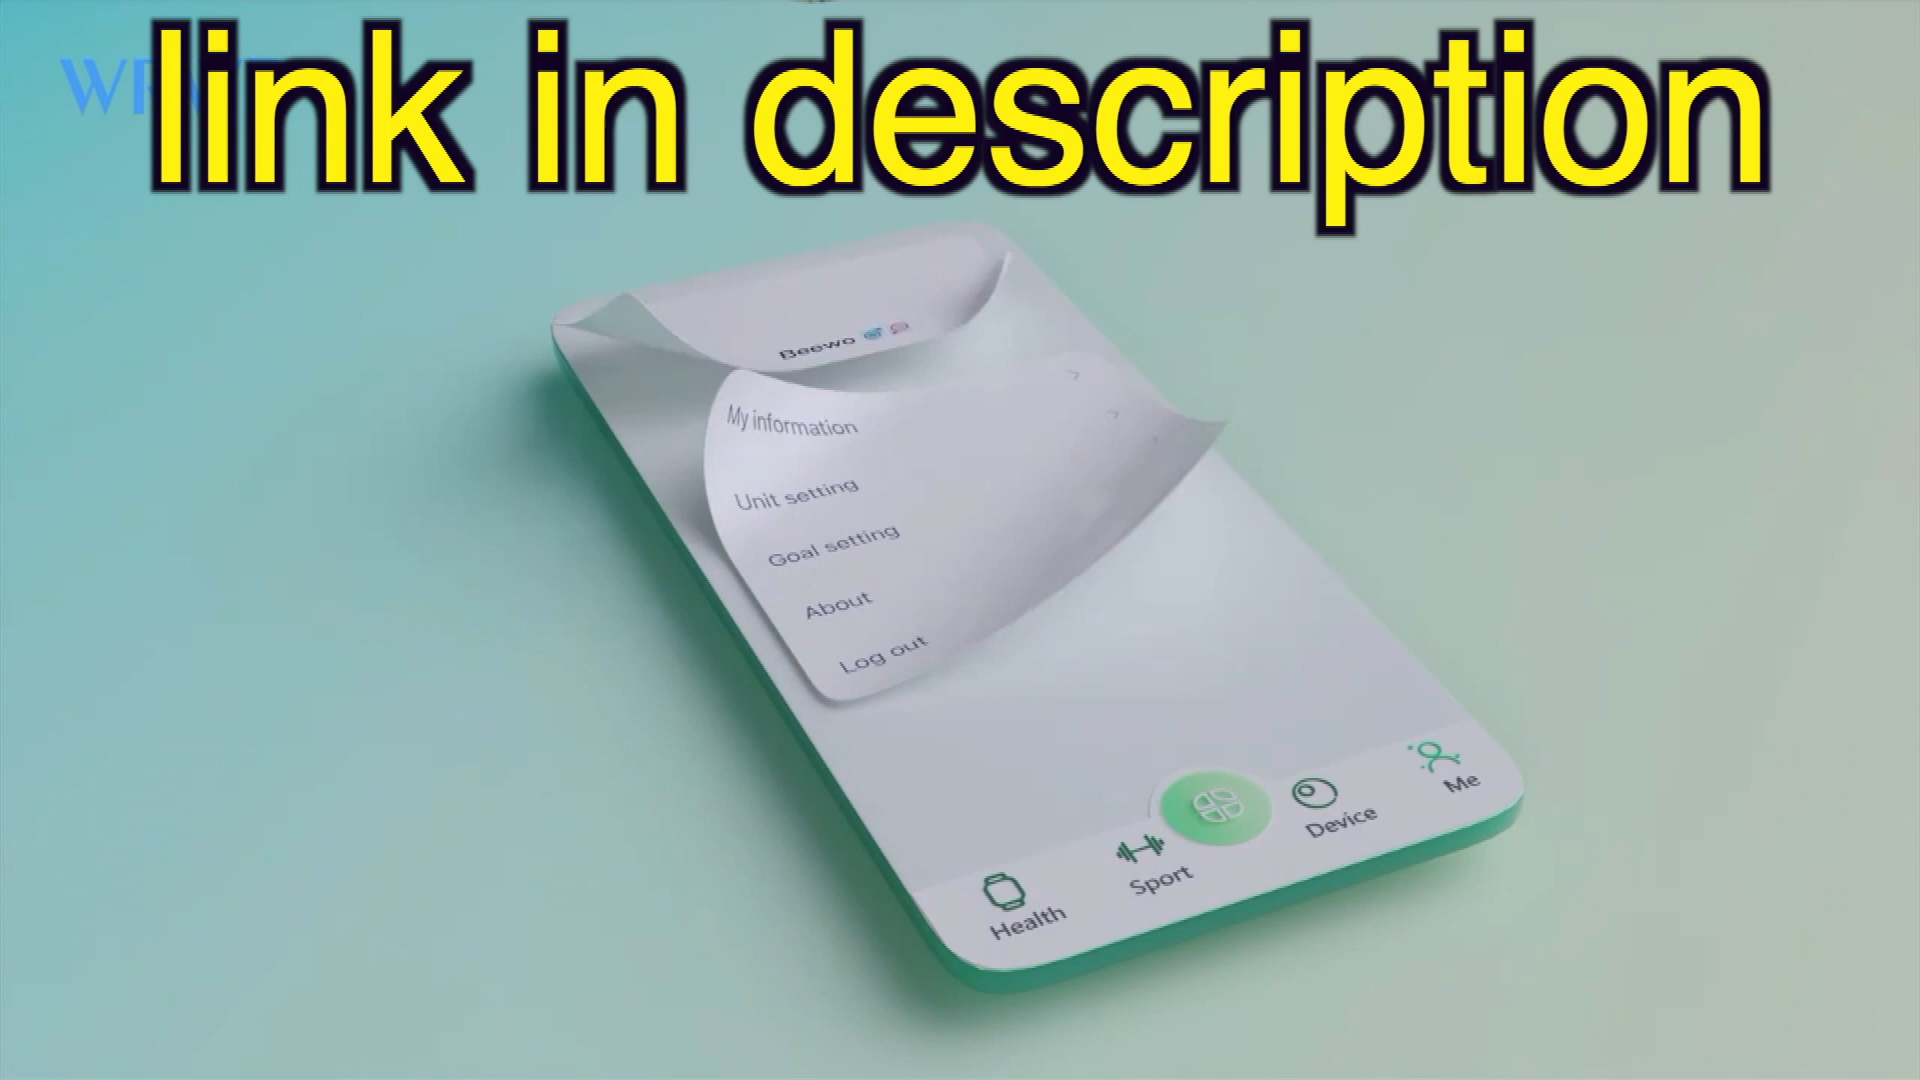 link in description
Beewo
My information
Unit setting
Goal setting
About
Log out
Health
Sport
Device
Me